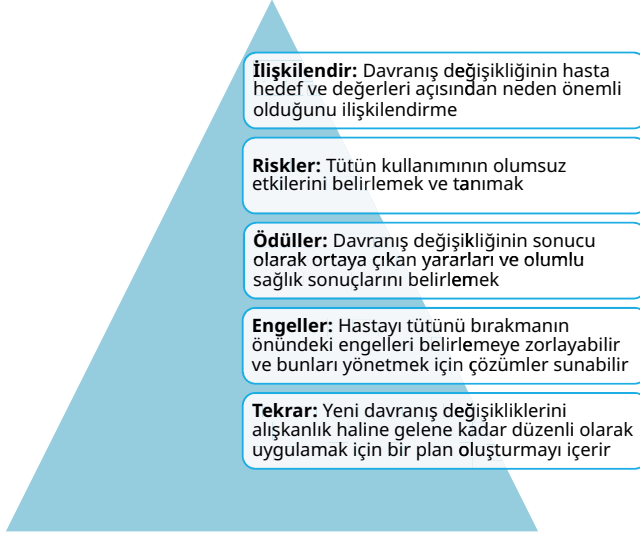 İlişkilendir: Davranış değişikliğinin hasta
hedef ve değerleri açısından neden önemli
olduğunu ilişkilendirme
Riskler: Tütün kullanımının olumsuz
etkilerini belirlemek ve tanımak
Ödüller: Davranış değişikliğinin sonucu
olarak ortaya çıkan yararları ve olumlu
sağlık sonuçlarını belirlemek
Engeller: Hastayı tütünü bırakmanın
önündeki engelleri belirlemeye zorlayabilir
ve bunları yönetmek için çözümler sunabilir
Tekrar: Yeni davranış değişikliklerini
alışkanlık haline gelene kadar düzenli olarak
uygulamak için bir plan oluşturmayı içerir